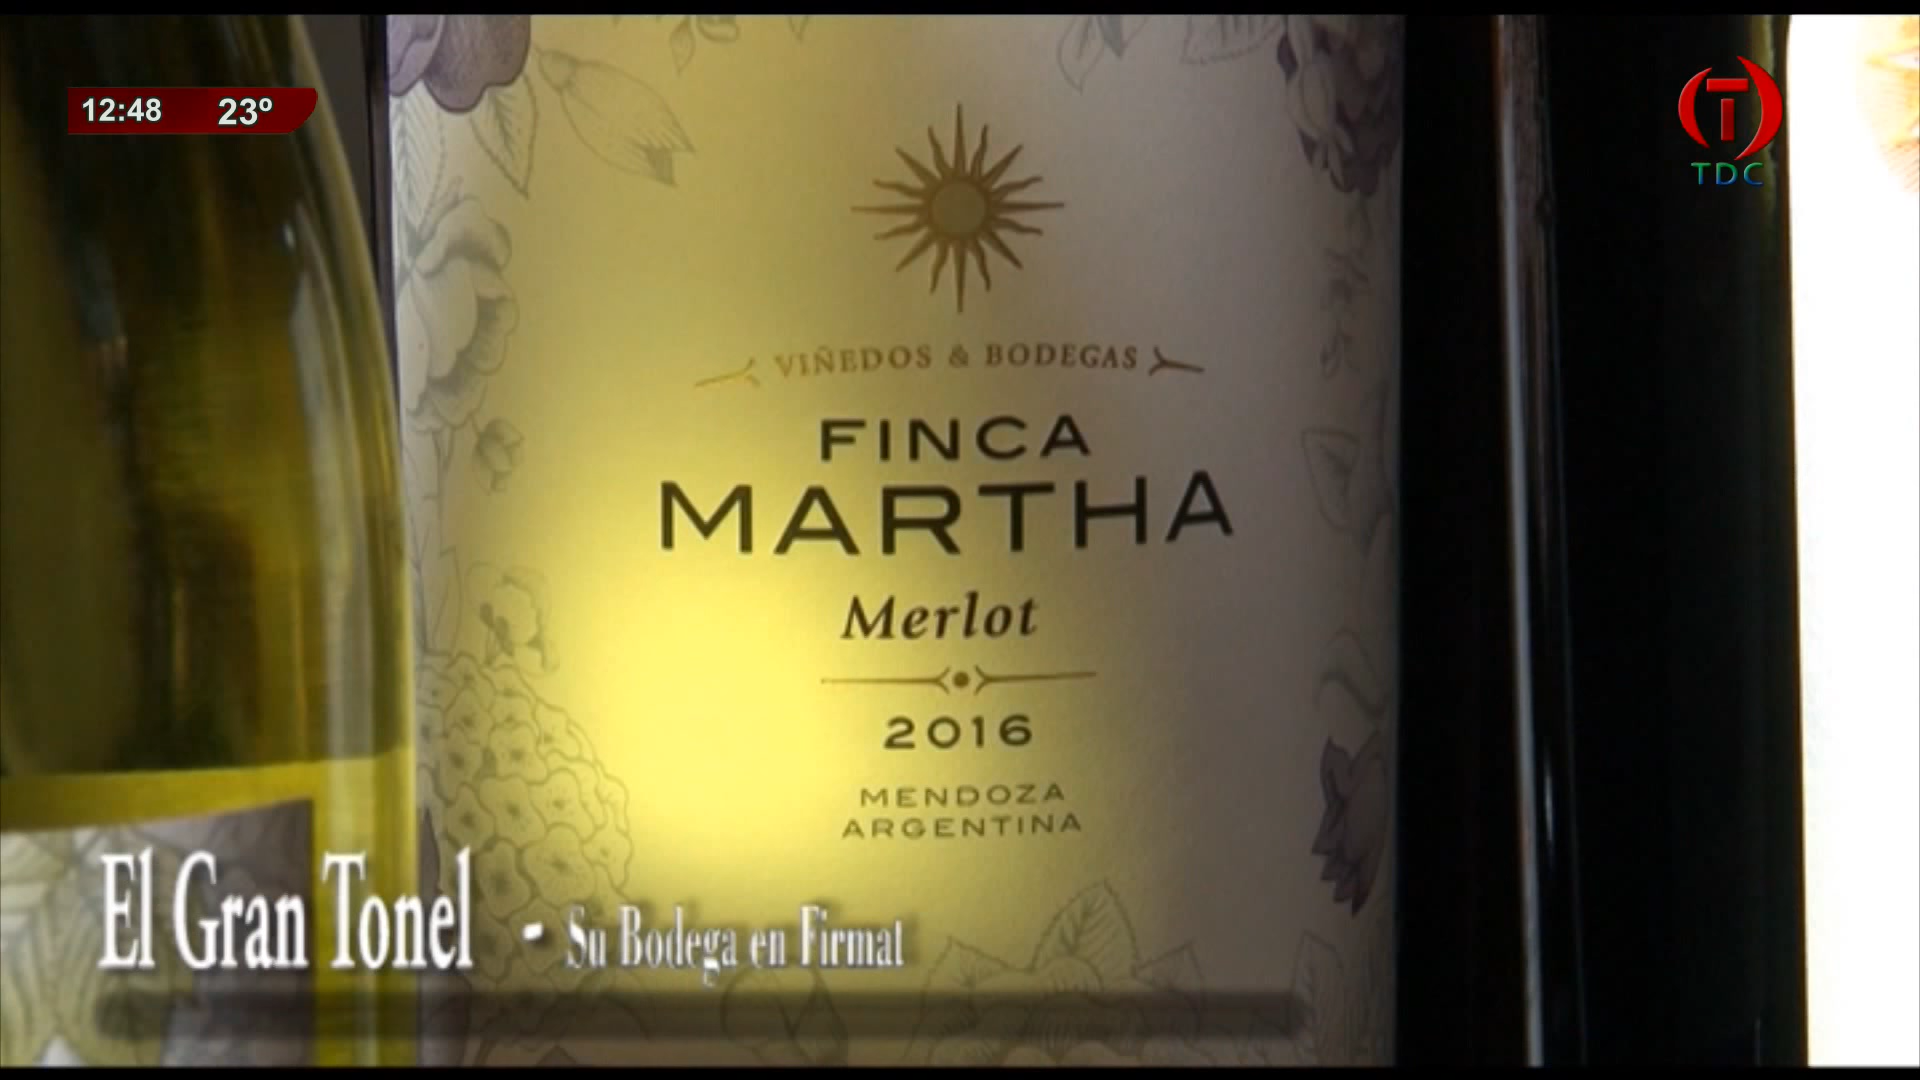 12:48 23º
T
TDC
VIÑEDOS & BODEGAS
FINCA
MARTHA
Merlot
2016
MENDOZA
ARGENTINA
El Gran Tonel - Su Bodega en Firmat